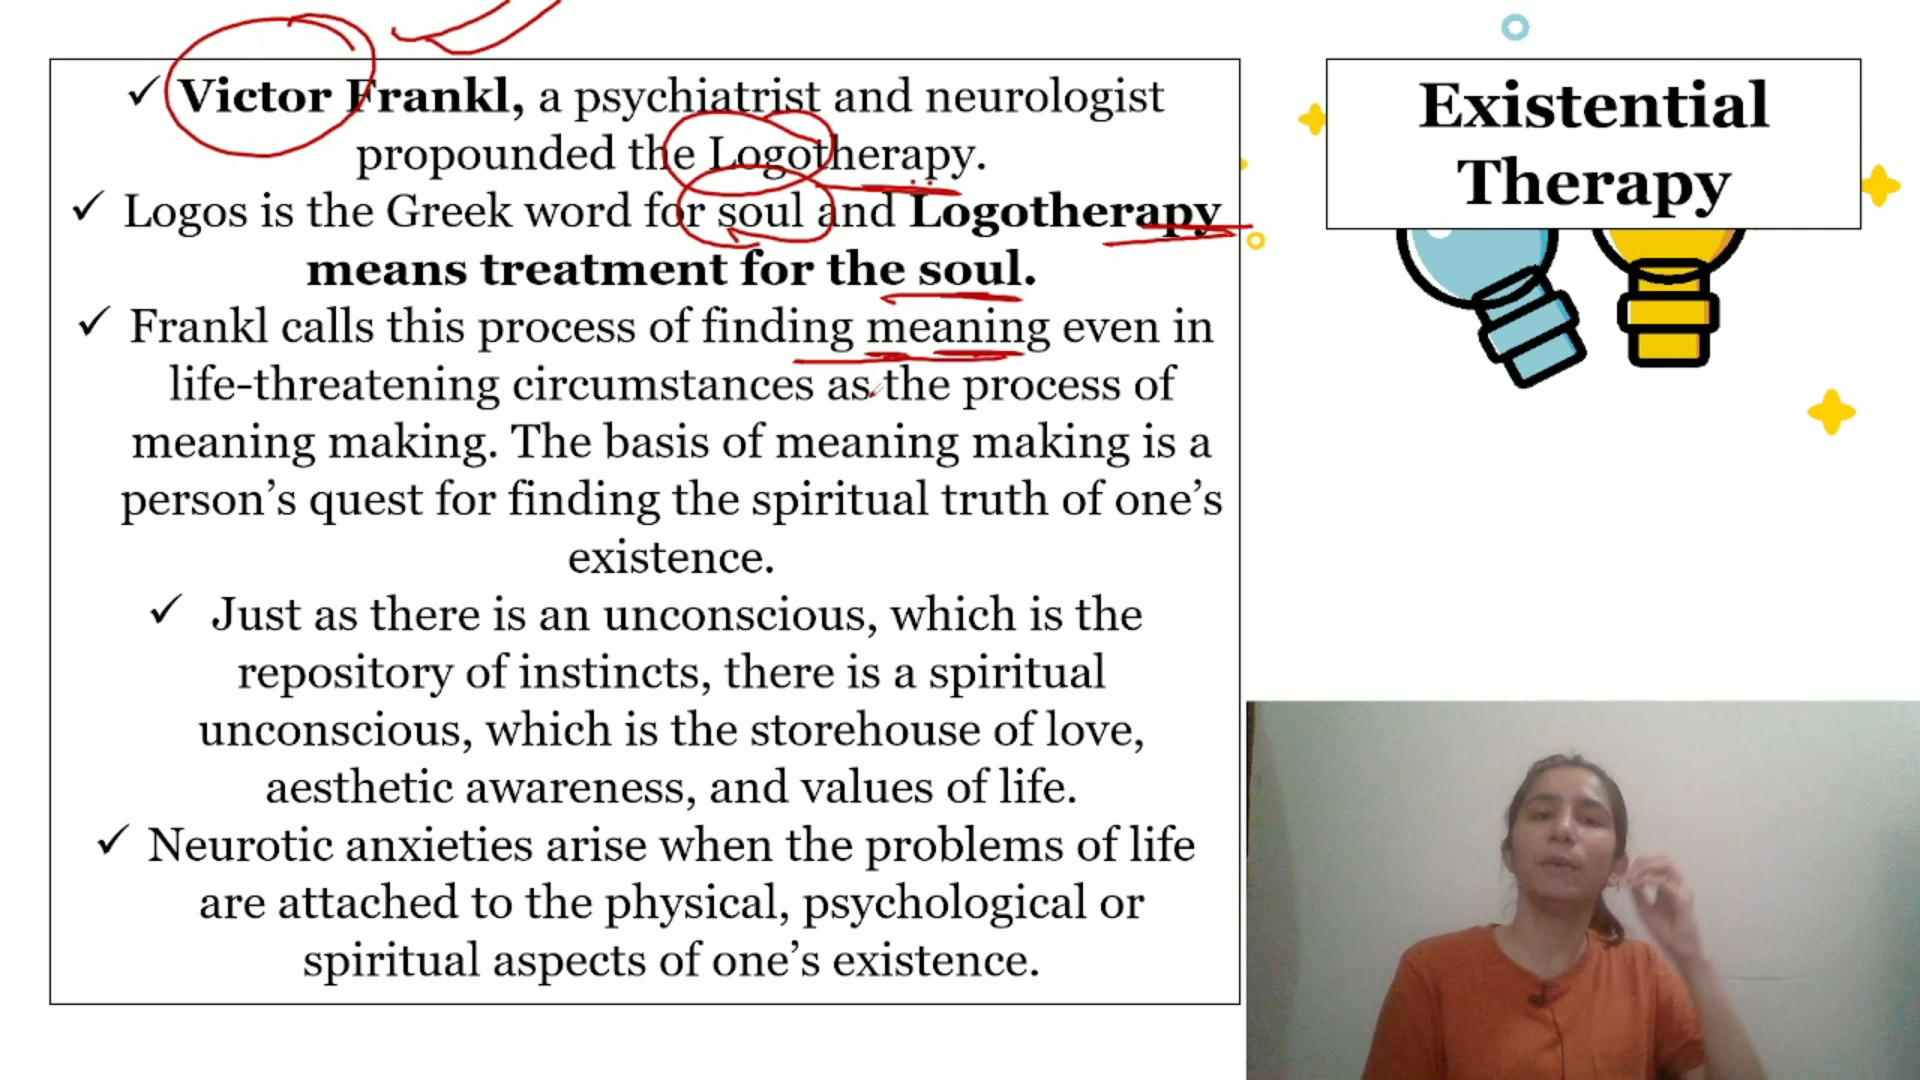 ✓ Victor Frankl, a psychiatrist and neurologist
propounded the Logotherapy.
✓ Logos is the Greek word for soul and Logotherapy
means treatment for the soul.
✓ Frankl calls this process of finding meaning even in
life-threatening circumstances as the process of
meaning making. The basis of meaning making is a
person’s quest for finding the spiritual truth of one’s
existence.
✓ Just as there is an unconscious, which is the
repository of instincts, there is a spiritual
unconscious, which is the storehouse of love,
aesthetic awareness, and values of life.
✓ Neurotic anxieties arise when the problems of life
are attached to the physical, psychological or
spiritual aspects of one’s existence.
Existential
Therapy